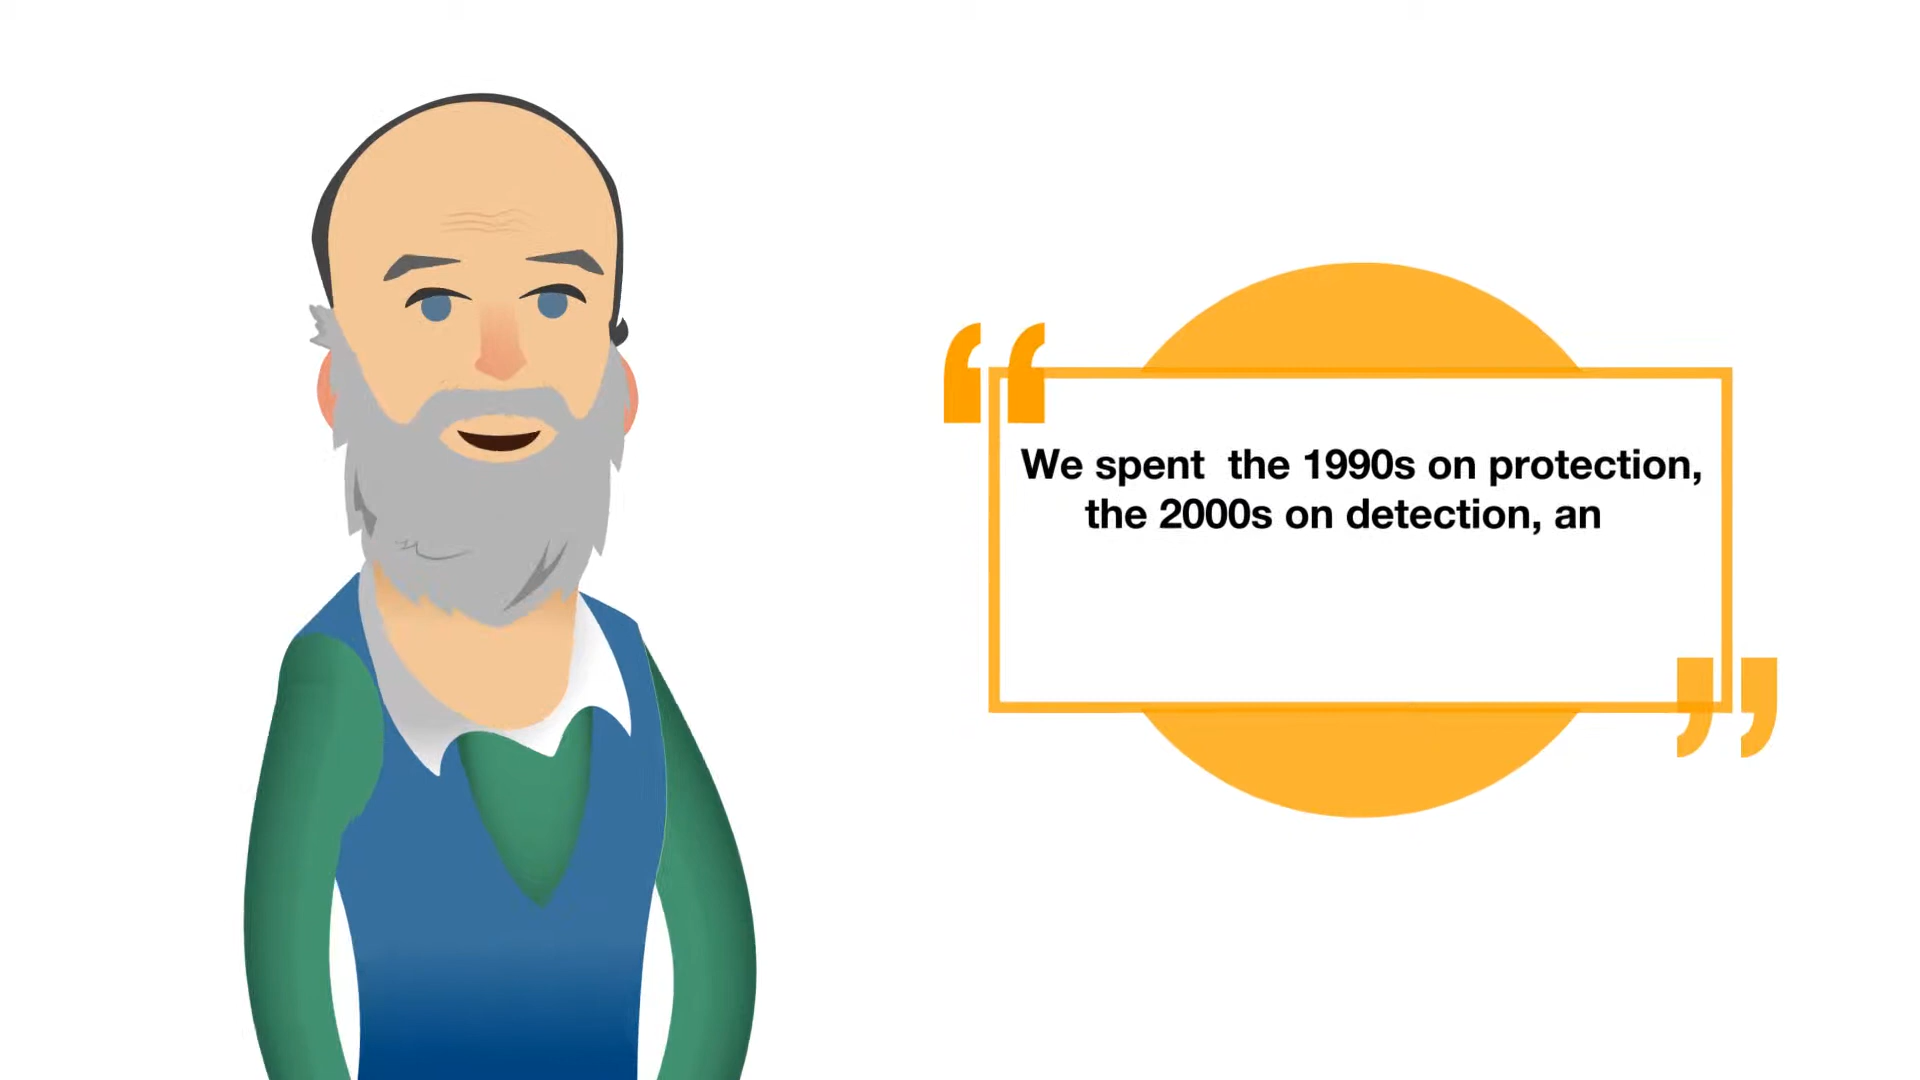 We spent  the 1990s on protection,
the 2000s on detection, an